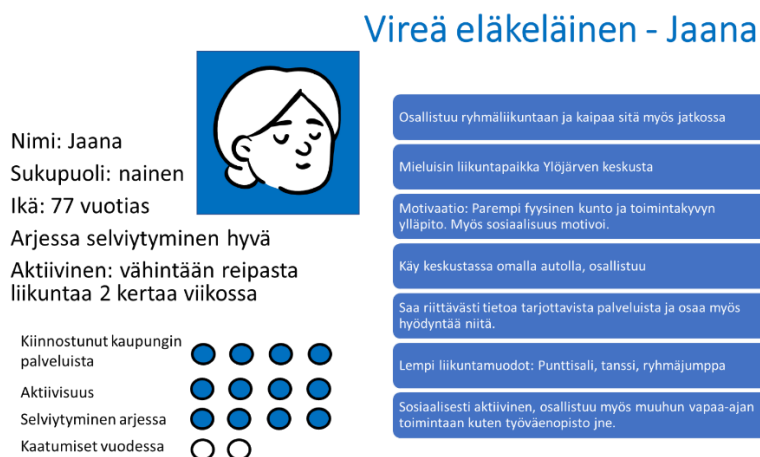 Vireä eläkeläinen - Jaana
Nimi: Jaana
Sukupuoli: nainen
Ikä: 77 vuotias
Arjessa selviytyminen hyvä
Aktiivinen: vähintään reipasta
liikuntaa 2 kertaa viikossa
Kiinnostunut kaupungin
palveluista
Aktiivisuus
Selviytyminen arjessa
Kaatumiset vuodessa
Osallistuu ryhmäliikuntaan ja kaipaa sitä myös jatkossa
Mieluisin liikuntapaikka Ylöjärven keskusta
Motivaatio: Parempi fyysinen kunto ja toimintakyvyn
ylläpito. Myös sosiaalisuus motivoi.
Käy keskustassa omalla autolla, osallistuu
Saa riittävästi tietoa tarjottavista palveluista ja osaa myös
hyödyntää niitä.
Lempi liikuntamuodot: Punttisali, tanssi, ryhmäjumppa
Sosiaalisesti aktiivinen, osallistuu myös muuhun vapaa-ajan
toimintaan kuten työväenopisto jne.